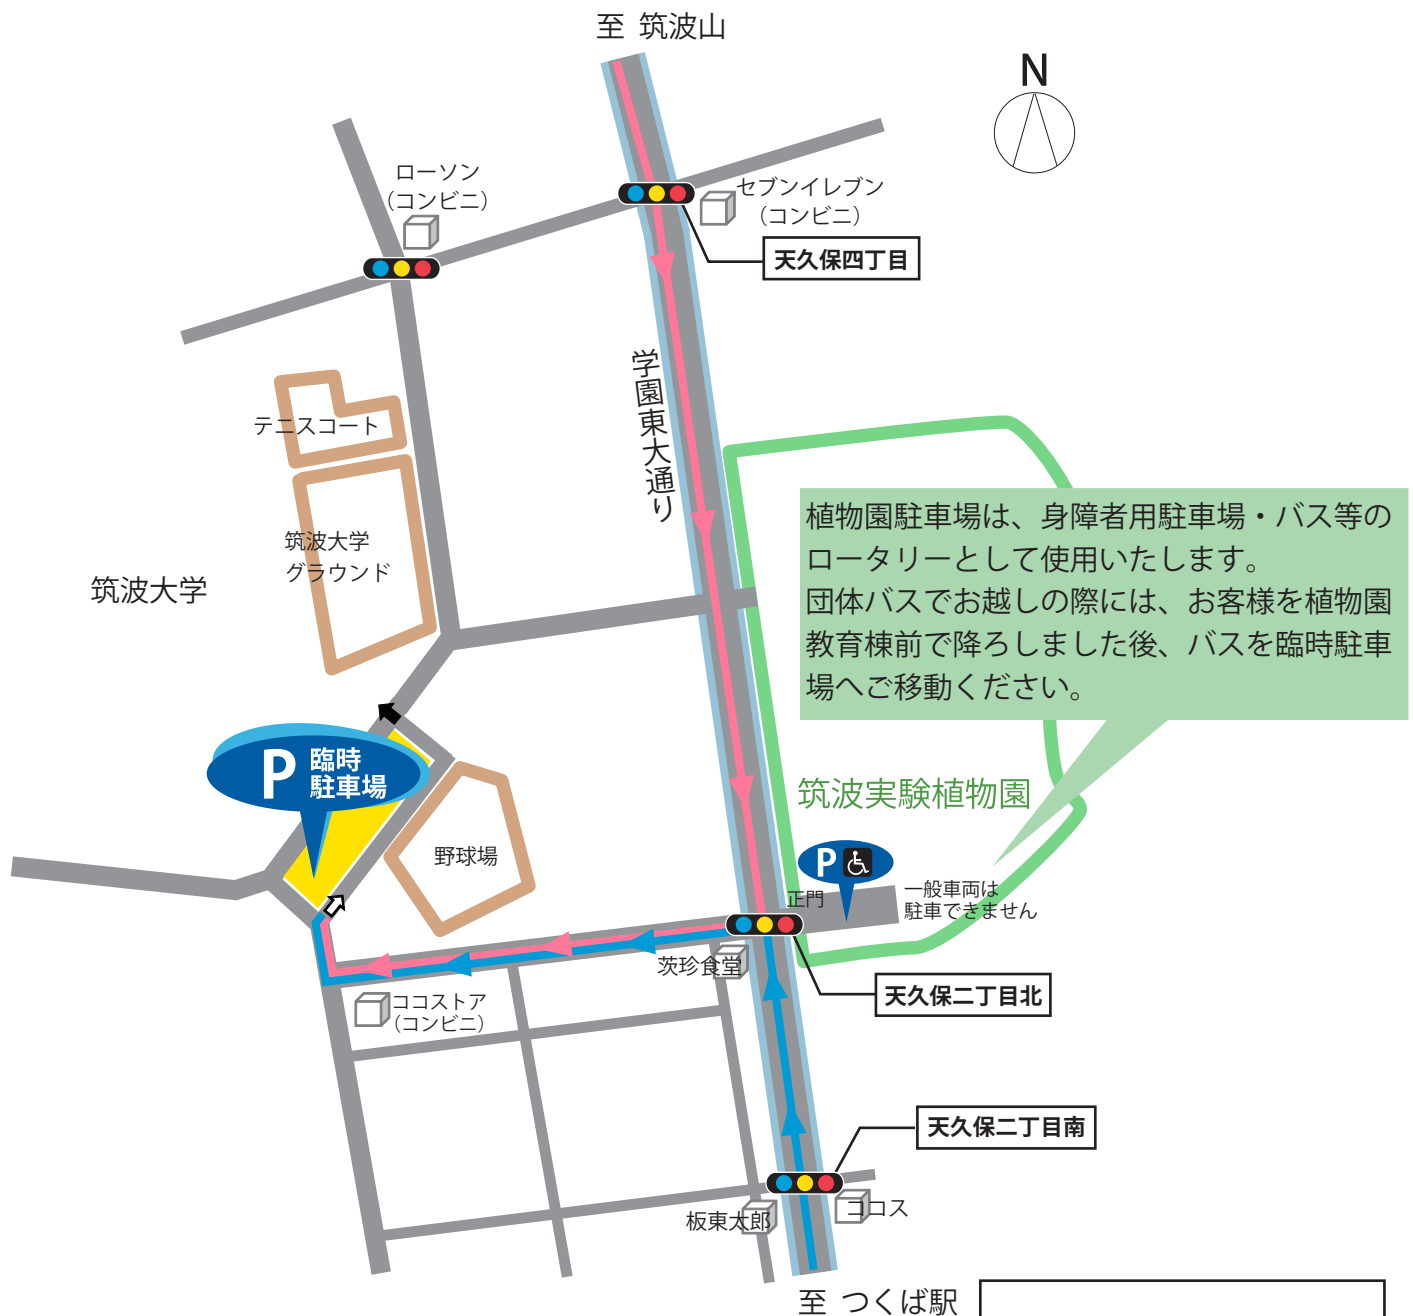 至 筑波山
N
ローソン
（コンビニ）
セブンイレブン
（コンビニ）
天久保四丁目
学園東大通り
テニスコート
筑波大学
グラウンド
筑波大学
植物園駐車場は、身障者用駐車場・バス等の
ロータリーとして使用いたします。
団体バスでお越しの際には、お客様を植物園
教育棟前で降ろしました後、バスを臨時駐車
場へご移動ください。
P 臨時
駐車場
筑波実験植物園
野球場
P
正門
一般車両は
駐車できません
茨珍食堂
天久保二丁目北
ココストア
（コンビニ）
天久保二丁目南
板東太郎
ココス
至 つくば駅